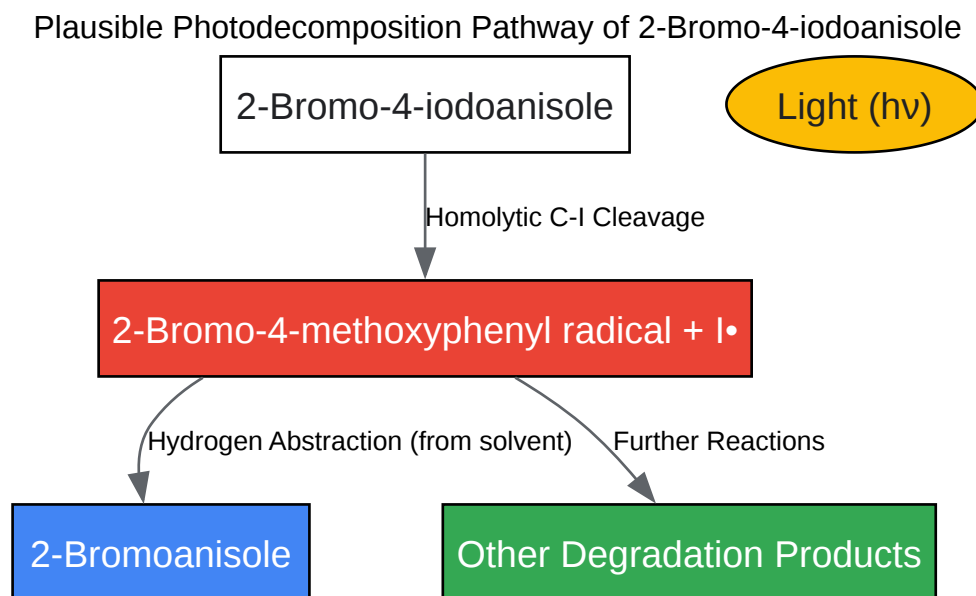 Plausible Photodecomposition Pathway of 2-Bromo-4-iodoanisole
2-Bromo-4-iodoanisole
Light (hν)
Homolytic C-I Cleavage
2-Bromo-4-methoxyphenyl radical + I•
Hydrogen Abstraction (from solvent)
Further Reactions
2-Bromoanisole
Other Degradation Products